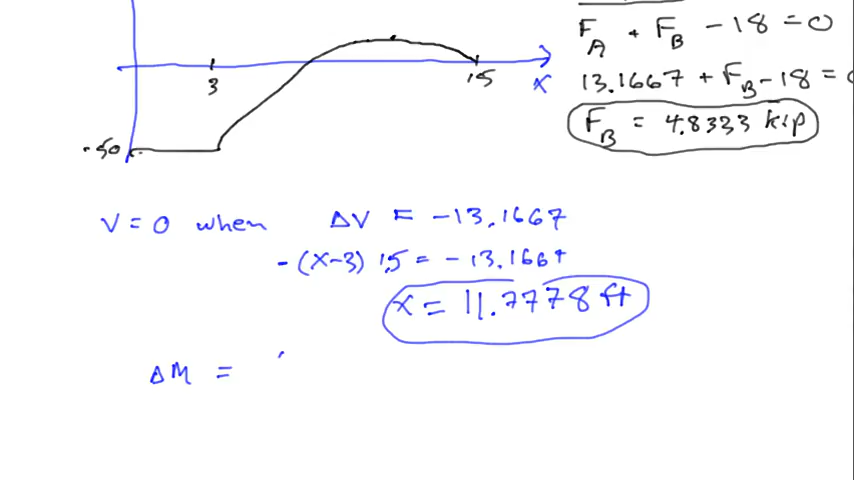 F_A + F_B - 18 = 0
13.1667 + F_B - 18 = 0
F_B = 4.8333 kip
3
15
X
-50
V = 0 when ΔV = -13.1667
-(X-3) 1.5 = -13.1667
X = 11.7778 ft
ΔM =